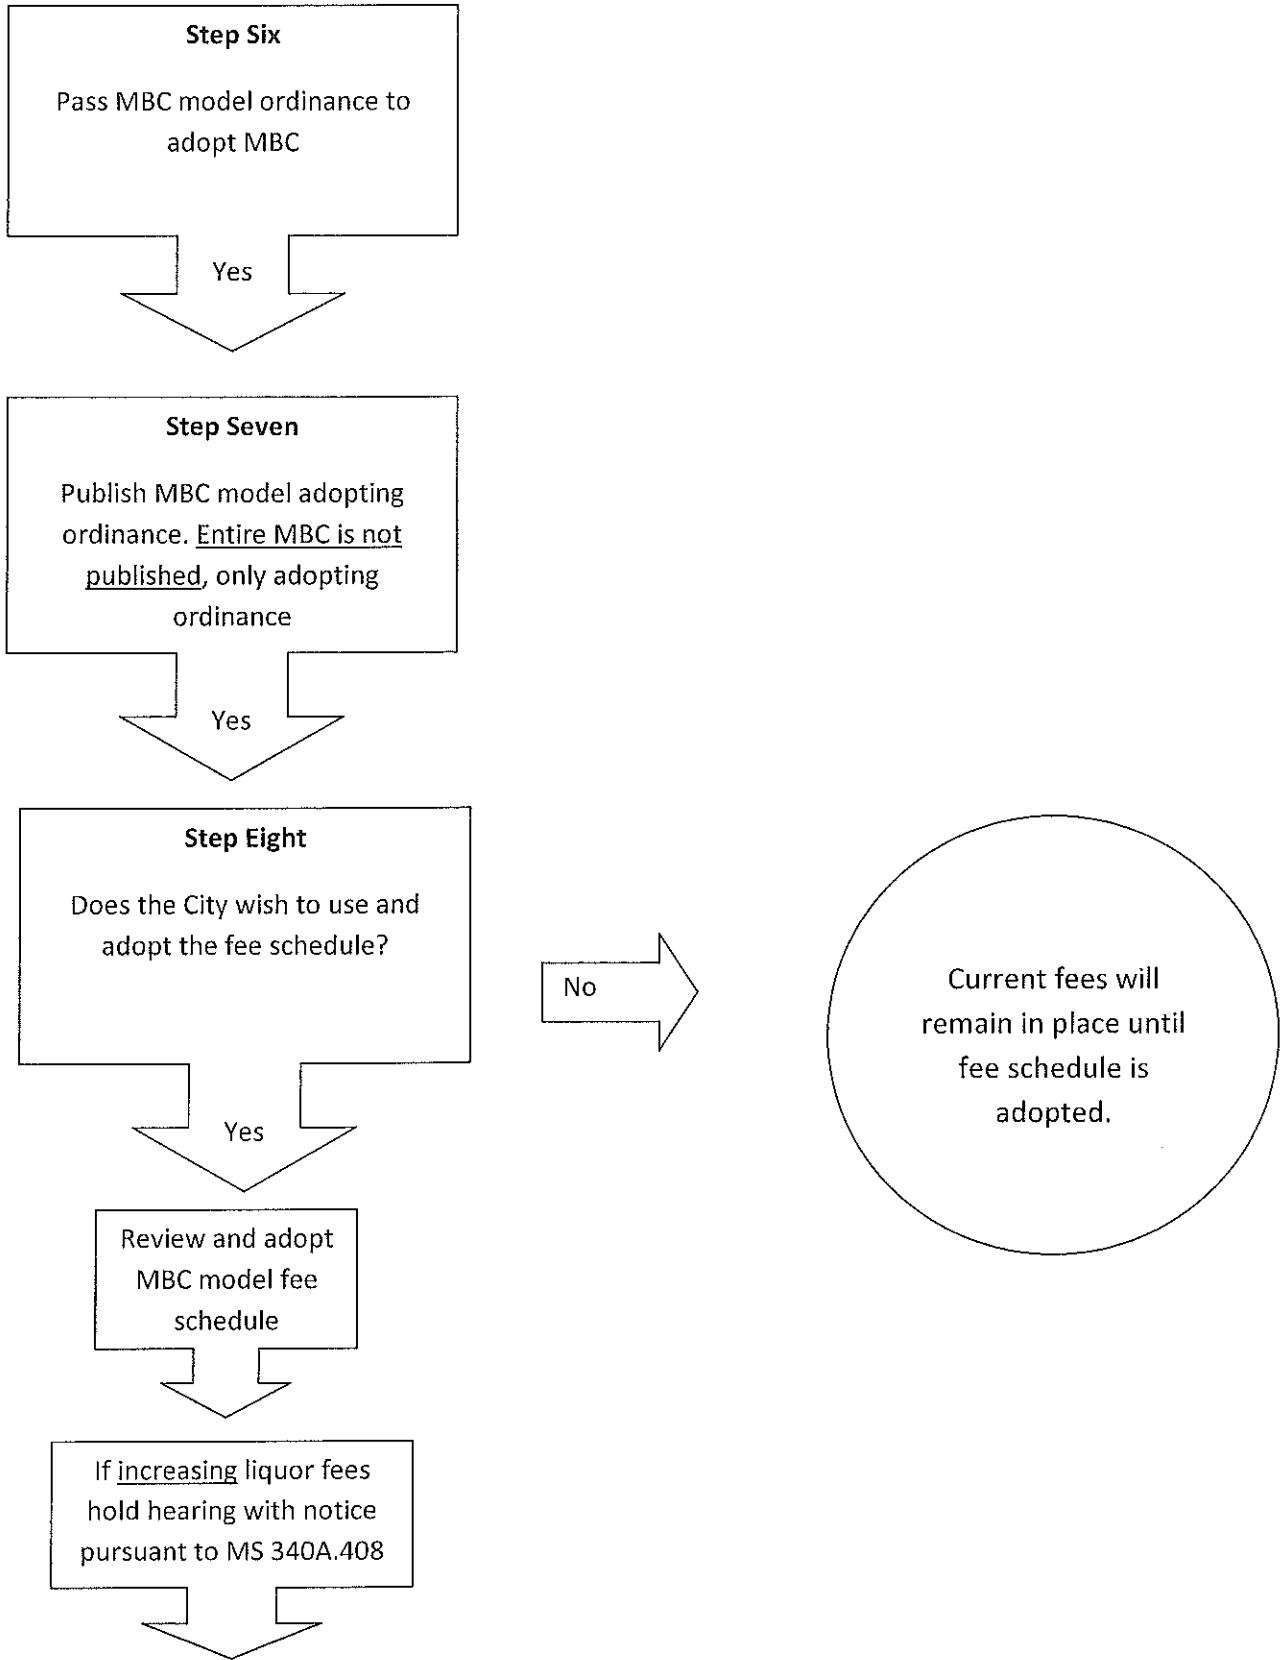 Step Six
Pass MBC model ordinance to
adopt MBC
Yes
Step Seven
Publish MBC model adopting
ordinance. Entire MBC is not
published, only adopting
ordinance
Yes
Step Eight
Does the City wish to use and
adopt the fee schedule?
No
Current fees will
remain in place until
fee schedule is
adopted.
Yes
Review and adopt
MBC model fee
schedule
If increasing liquor fees
hold hearing with notice
pursuant to MS 340A.408